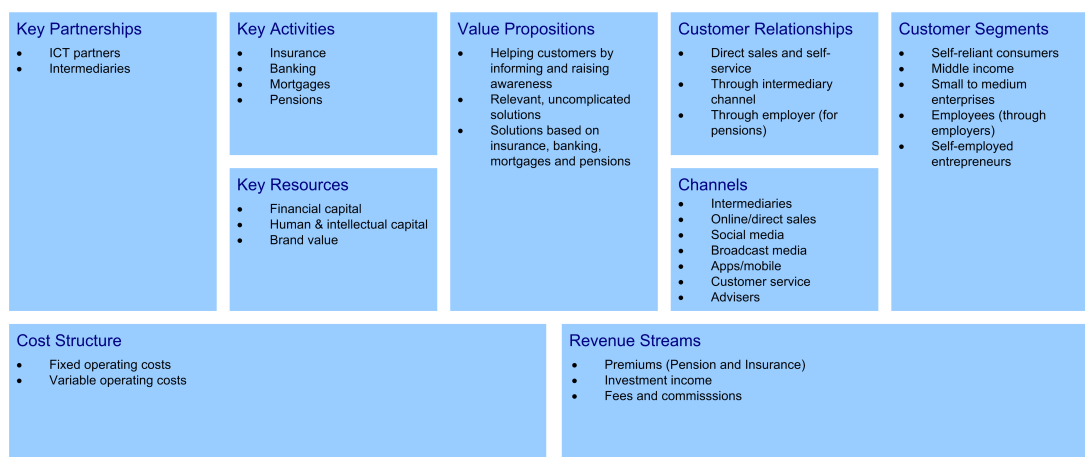 Key Partnerships
• ICT partners
• Intermediaries
Key Activities
• Insurance
• Banking
• Mortgages
• Pensions
Key Resources
• Financial capital
• Human & intellectual capital
• Brand value
Value Propositions
• Helping customers by
informing and raising
awareness
• Relevant, uncomplicated
solutions
• Solutions based on
insurance, banking,
mortgages and pensions
Customer Relationships
• Direct sales and self-
service
• Through intermediary
channel
• Through employer (for
pensions)
Channels
• Intermediaries
• Online/direct sales
• Social media
• Broadcast media
• Apps/mobile
• Customer service
• Advisers
Customer Segments
• Self-reliant consumers
• Middle income
• Small to medium
enterprises
• Employees (through
employers)
• Self-employed
entrepreneurs
Cost Structure
• Fixed operating costs
• Variable operating costs
Revenue Streams
• Premiums (Pension and Insurance)
• Investment income
• Fees and commisssions